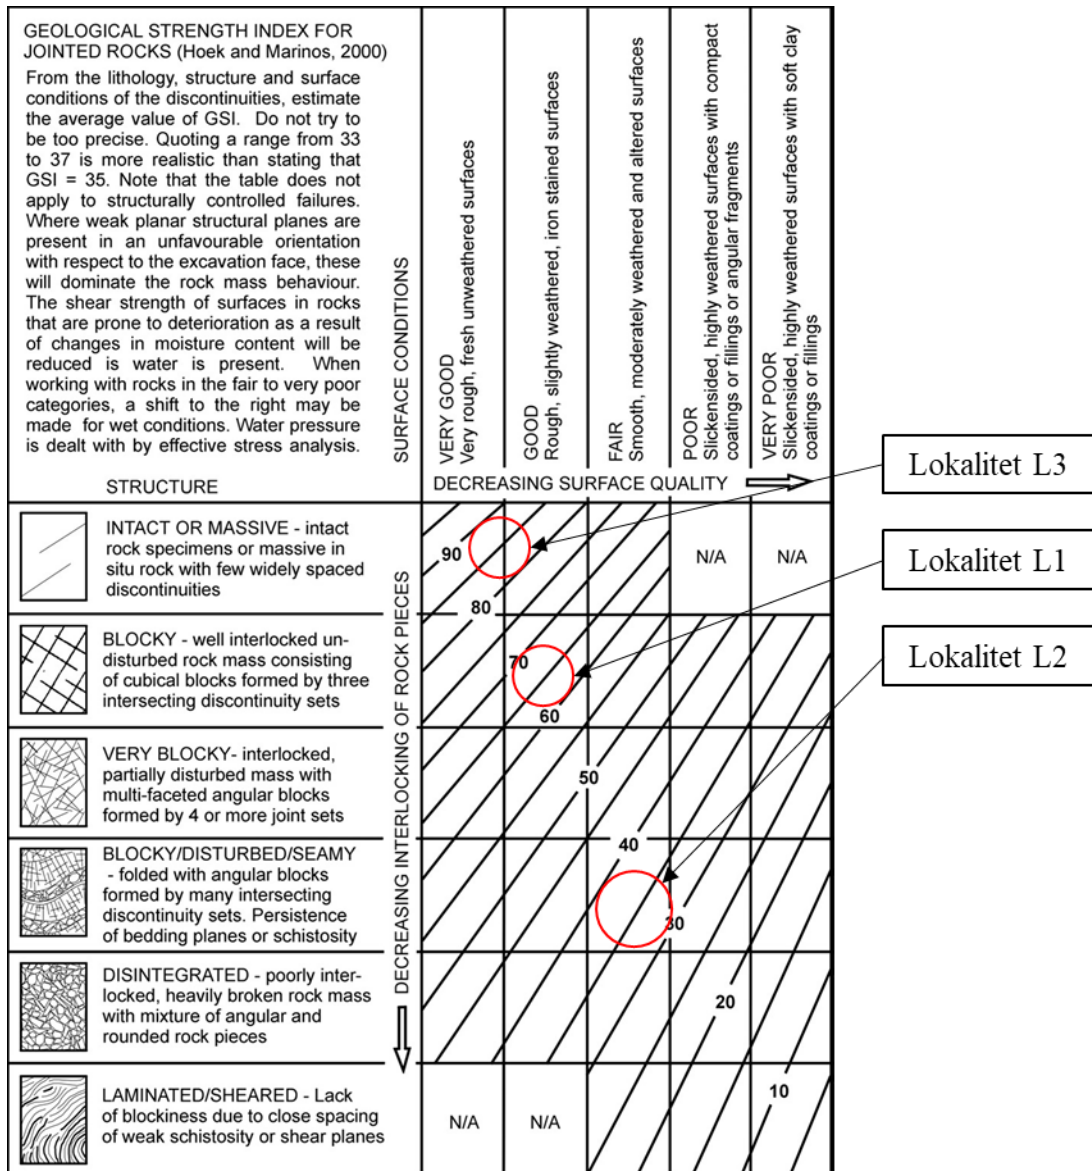 GEOLOGICAL STRENGTH INDEX FOR
JOINTED ROCKS (Hoek and Marinos, 2000)
From the lithology, structure and surface
conditions of the discontinuities, estimate
the average value of GSI. Do not try to
be too precise. Quoting a range from 33
to 37 is more realistic than stating that
GSI = 35. Note that the table does not
apply to structurally controlled failures.
Where weak planar structural planes are
present in an unfavourable orientation
with respect to the excavation face, these
will dominate the rock mass behaviour.
The shear strength of surfaces in rocks
that are prone to deterioration as a result
of changes in moisture content will be
reduced is water is present. When
working with rocks in the fair to very poor
categories, a shift to the right may be
made for wet conditions. Water pressure
is dealt with by effective stress analysis.
STRUCTURE
SURFACE CONDITIONS
VERY GOOD
Very rough, fresh unweathered surfaces
GOOD
Rough, slightly weathered, iron stained surfaces
FAIR
Smooth, moderately weathered and altered surfaces
POOR
Slickensided, highly weathered surfaces with compact
coatings or fillings or angular fragments
VERY POOR
Slickensided, highly weathered surfaces with soft clay
coatings or fillings
DECREASING SURFACE QUALITY
DECREASING INTERLOCKING OF ROCK PIECES
INTACT OR MASSIVE - intact
rock specimens or massive in
situ rock with few widely spaced
discontinuities
90
80
N/A
N/A
BLOCKY - well interlocked un-
disturbed rock mass consisting
of cubical blocks formed by three
intersecting discontinuity sets
70
60
VERY BLOCKY- interlocked,
partially disturbed mass with
multi-faceted angular blocks
formed by 4 or more joint sets
50
BLOCKY/DISTURBED/SEAMY
- folded with angular blocks
formed by many intersecting
discontinuity sets. Persistence
of bedding planes or schistosity
40
30
DISINTEGRATED - poorly inter-
locked, heavily broken rock mass
with mixture of angular and
rounded rock pieces
20
LAMINATED/SHEARED - Lack
of blockiness due to close spacing
of weak schistosity or shear planes
N/A
N/A
10
Lokalitet L3
Lokalitet L1
Lokalitet L2